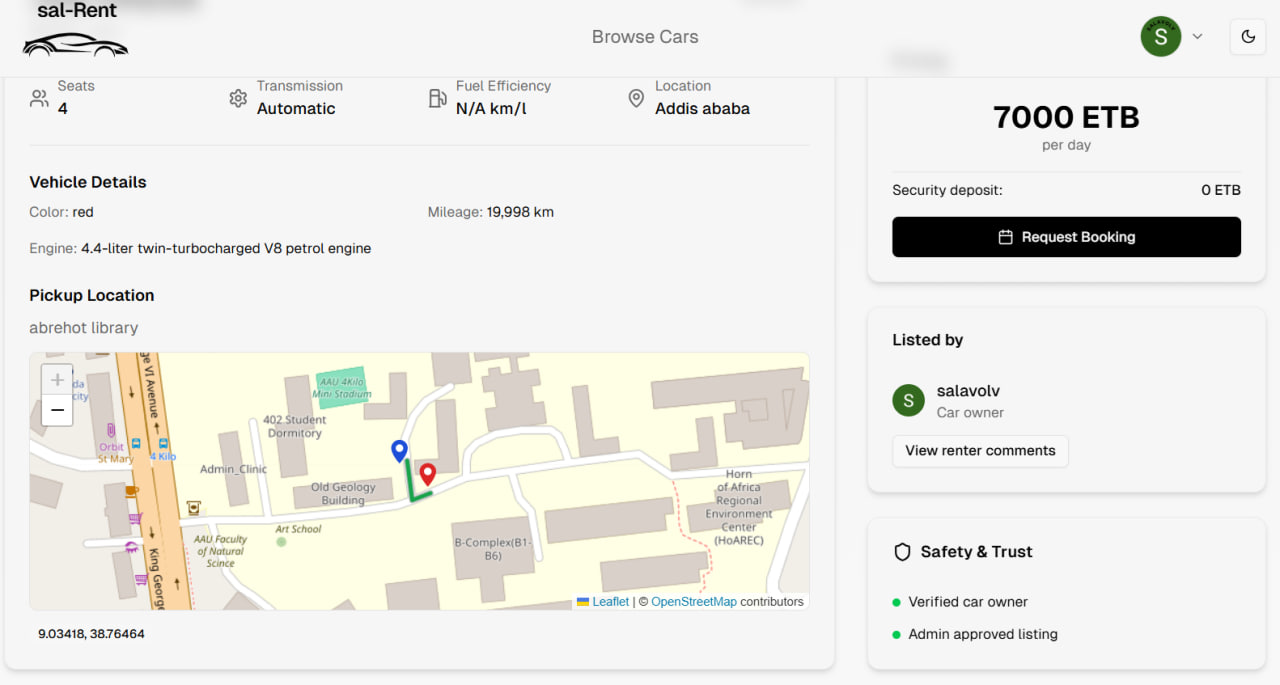 sal-Rent
Browse Cars
S
Seats
4
Transmission
Automatic
Fuel Efficiency
N/A km/l
Location
Addis ababa
Vehicle Details
Color: red
Mileage: 19,998 km
Engine: 4.4-liter twin-turbocharged V8 petrol engine
Pickup Location
abrehot library
+
−
ge VI Avenue
da
city
Orbit
St Mary
4 Kilo
AAU 4Kilo
Mini Stadium
402 Student
Dormitory
Admin_Clinic
Old Geology
Building
Art School
AAU Faculty
of Natural
Scince
King George
B-Complex(B1-
B6)
Horn
of Africa
Regional
Environment
Center
(HoAREC)
Leaflet | © OpenStreetMap contributors
9.03418, 38.76464
7000 ETB
per day
Security deposit:
0 ETB
Request Booking
Listed by
S
salavolv
Car owner
View renter comments
Safety & Trust
Verified car owner
Admin approved listing